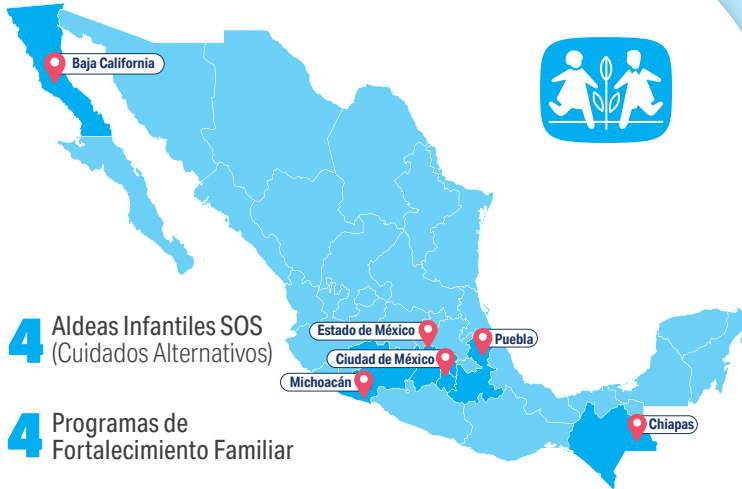 Baja California
4 Aldeas Infantiles SOS
(Cuidados Alternativos)
Estado de México
Puebla
Ciudad de México
Michoacán
4 Programas de
Fortalecimiento Familiar
Chiapas